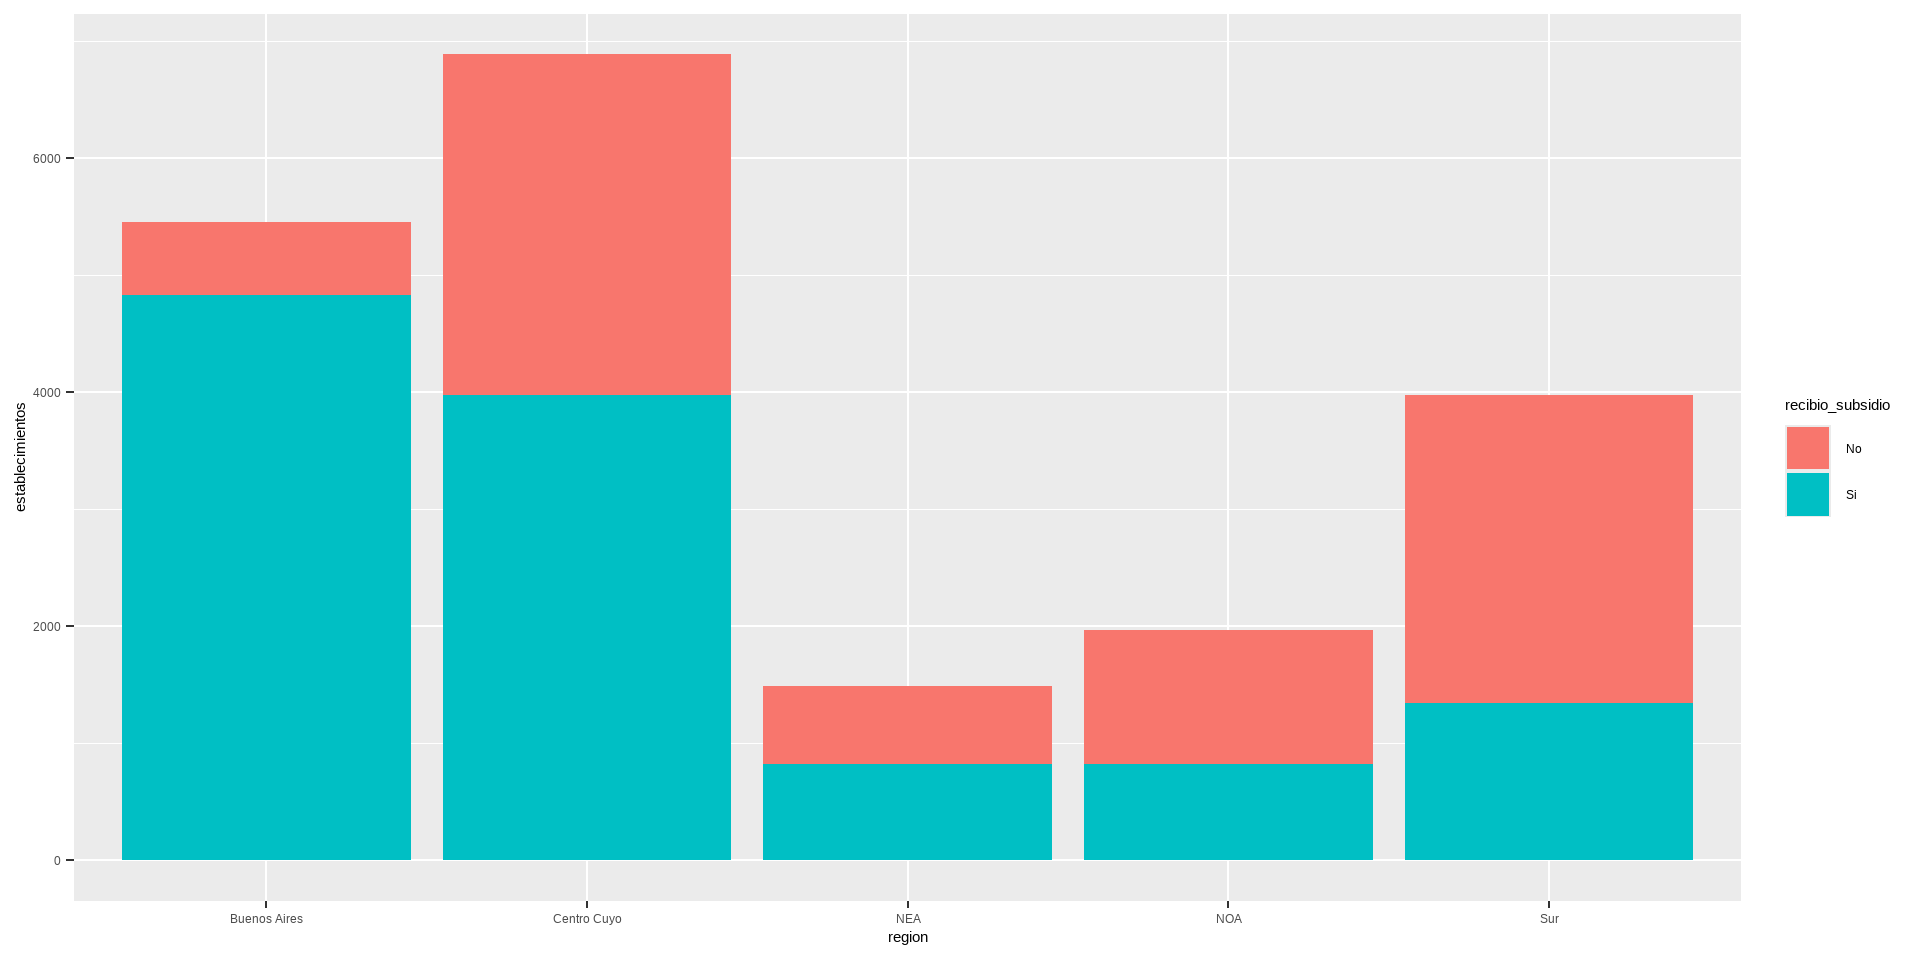 establecimientos
6000
4000
2000
0
Buenos Aires
Centro Cuyo
NEA
NOA
Sur
region
recibio_subsidio
No
Si